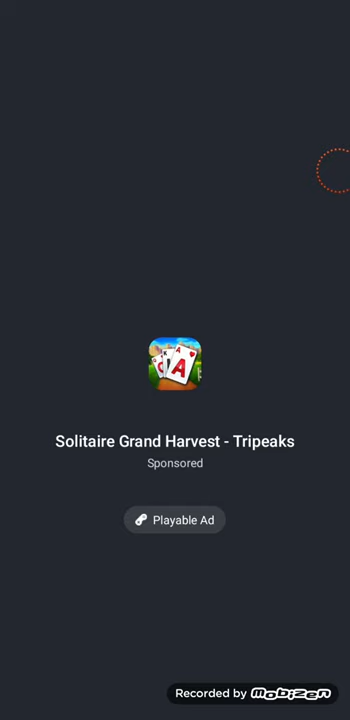 Solitaire Grand Harvest - Tripeaks
Sponsored
Playable Ad
Recorded by MOBIZEN